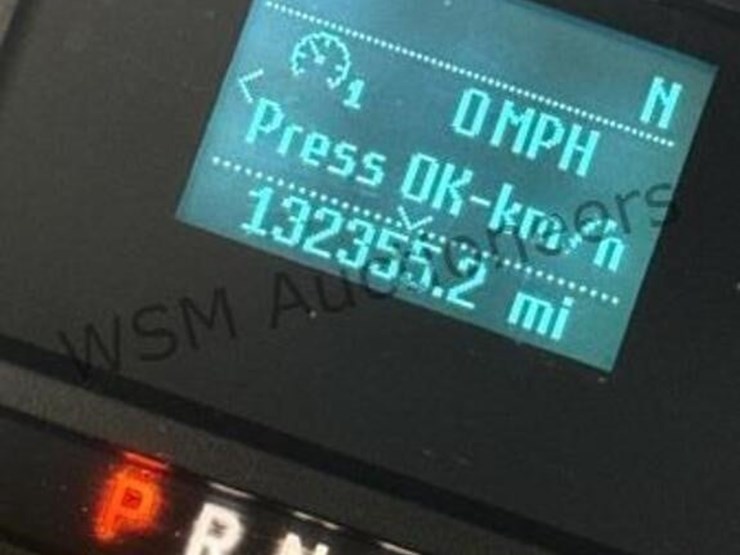 N
1 0 MPH
Press OK-km/h
132355.2 mi
WSM Auctioneers
P R N